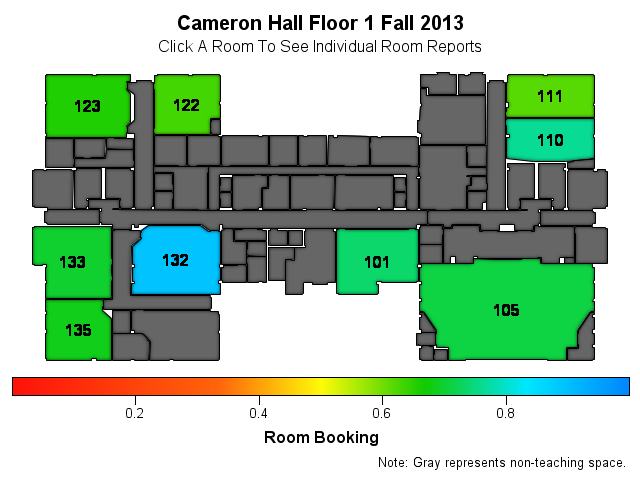 Cameron Hall Floor 1 Fall 2013
Click A Room To See Individual Room Reports
123
122
111
110
133
132
101
105
135
0.2 0.4 0.6 0.8
Room Booking
Note: Gray represents non-teaching space.